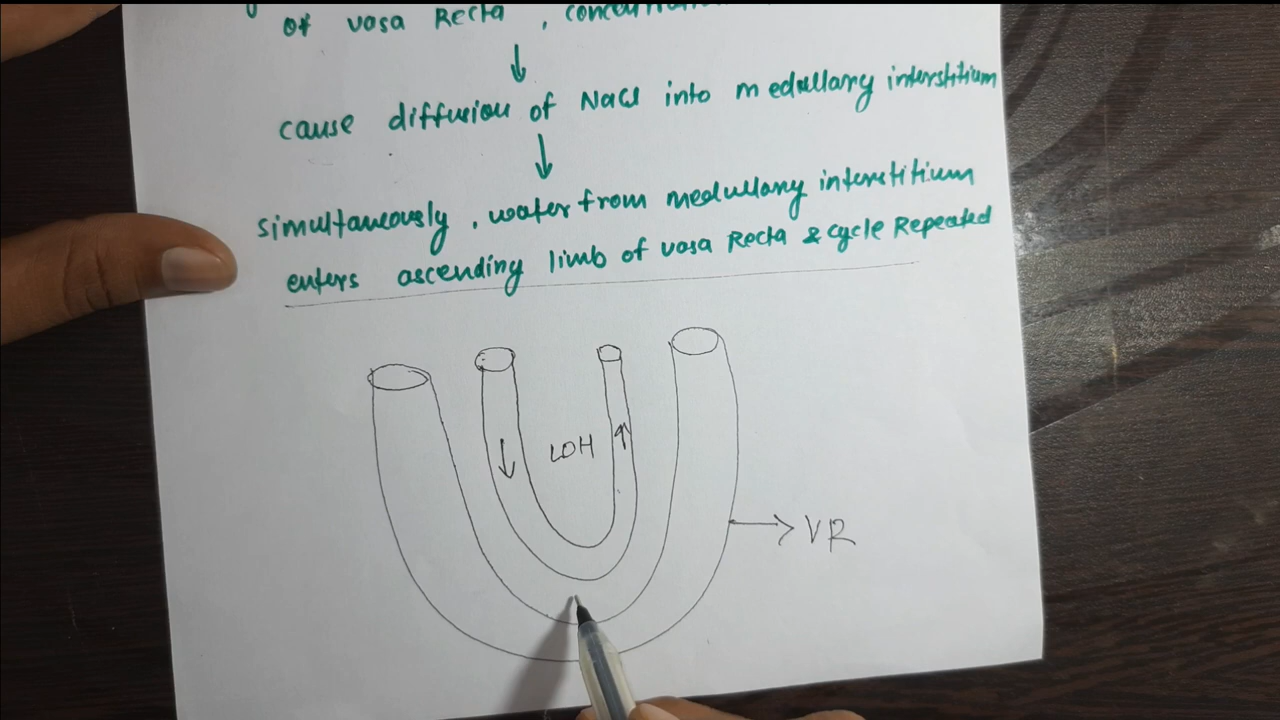 of vasa Recta ,
cause diffusion of NaCl into medullary interstitium
simultaneously , water from medullary interstitium
enters ascending limb of vasa Recta & cycle Repeated
LOH
VR